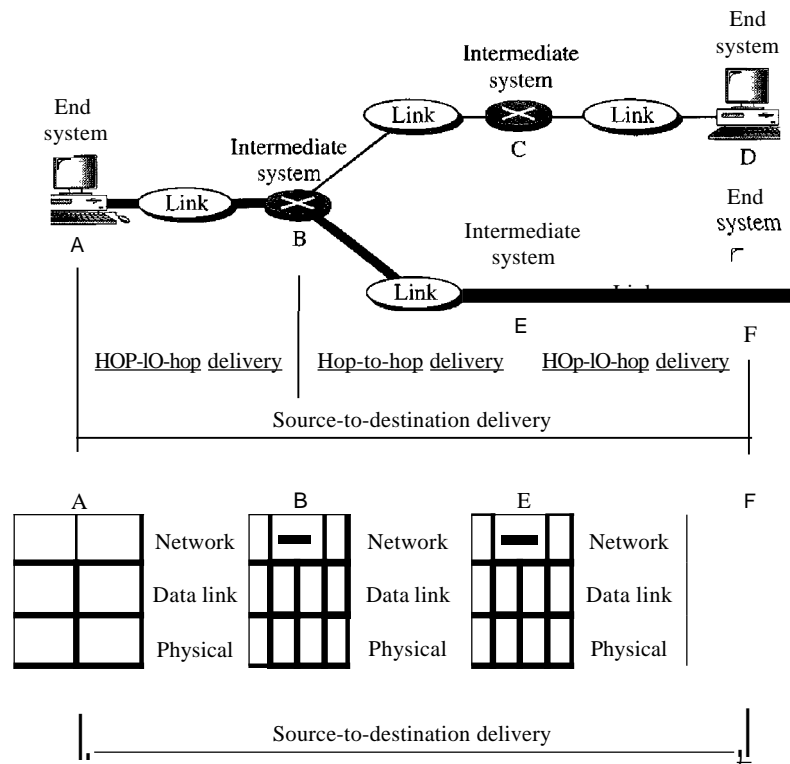 End
system
Intermediate
system
End
system
Link
Link
C
D
Intermediate
system
Link
A
B
Intermediate
system
End
system
Link
E
F
HOP-lO-hop delivery
Hop-to-hop delivery
HOp-lO-hop delivery
Source-to-destination delivery
A
B
E
F
Network
Network
Network
Data link
Data link
Data link
Physical
Physical
Physical
Source-to-destination delivery